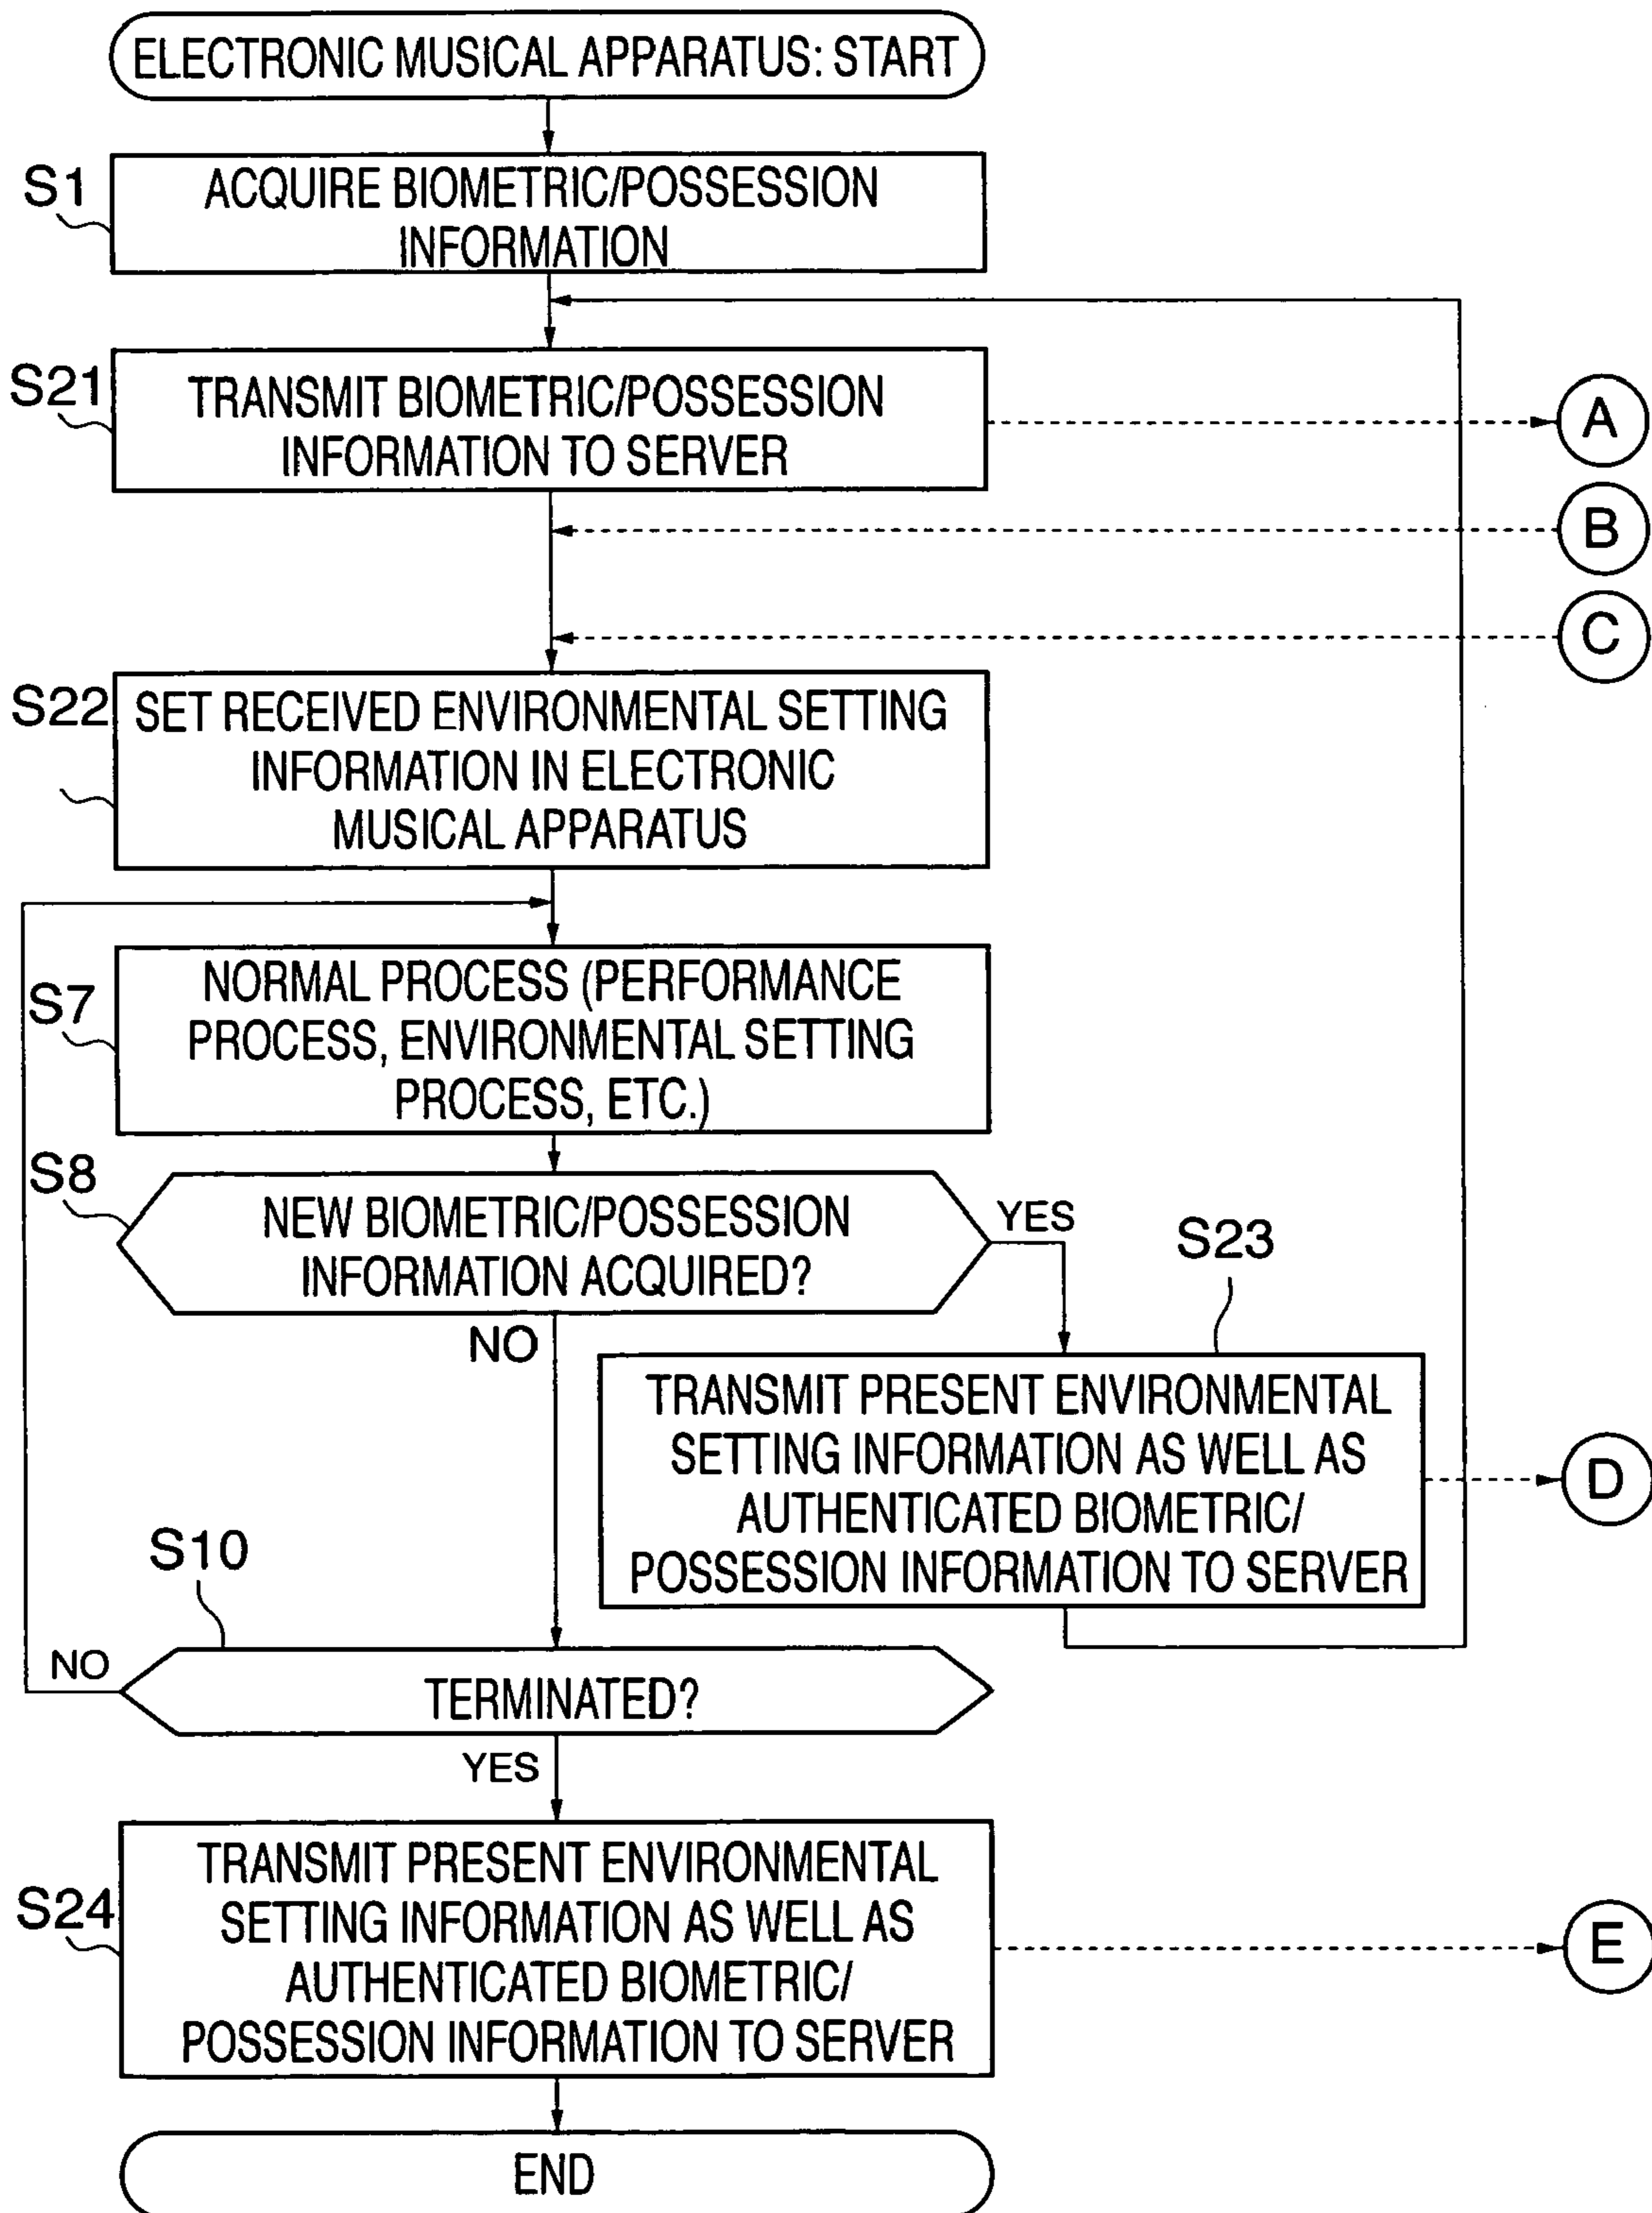 ELECTRONIC MUSICAL APPARATUS: START
S1
ACQUIRE BIOMETRIC/POSSESSION
INFORMATION
S21
TRANSMIT BIOMETRIC/POSSESSION
INFORMATION TO SERVER
A
B
C
S22
SET RECEIVED ENVIRONMENTAL SETTING
INFORMATION IN ELECTRONIC
MUSICAL APPARATUS
S7
NORMAL PROCESS (PERFORMANCE
PROCESS, ENVIRONMENTAL SETTING
PROCESS, ETC.)
S8
NEW BIOMETRIC/POSSESSION
INFORMATION ACQUIRED?
YES
NO
S23
TRANSMIT PRESENT ENVIRONMENTAL
SETTING INFORMATION AS WELL AS
AUTHENTICATED BIOMETRIC/
POSSESSION INFORMATION TO SERVER
D
S10
NO
TERMINATED?
YES
S24
TRANSMIT PRESENT ENVIRONMENTAL
SETTING INFORMATION AS WELL AS
AUTHENTICATED BIOMETRIC/
POSSESSION INFORMATION TO SERVER
E
END